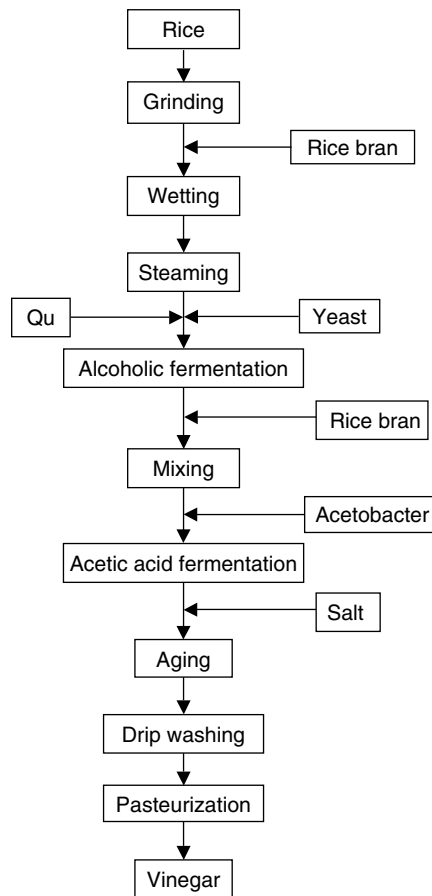 Rice
Grinding
Rice bran
Wetting
Steaming
Qu
Yeast
Alcoholic fermentation
Rice bran
Mixing
Acetobacter
Acetic acid fermentation
Salt
Aging
Drip washing
Pasteurization
Vinegar